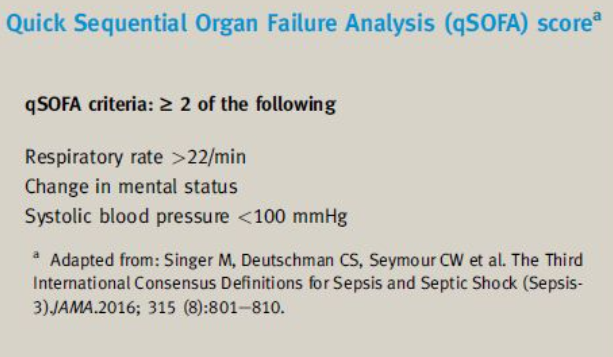 Quick Sequential Organ Failure Analysis (qSOFA) scoreᵃ
qSOFA criteria: ≥ 2 of the following
Respiratory rate >22/min
Change in mental status
Systolic blood pressure <100 mmHg
ᵃ Adapted from: Singer M, Deutschman CS, Seymour CW et al. The Third
International Consensus Definitions for Sepsis and Septic Shock (Sepsis-
3).JAMA.2016; 315 (8):801–810.